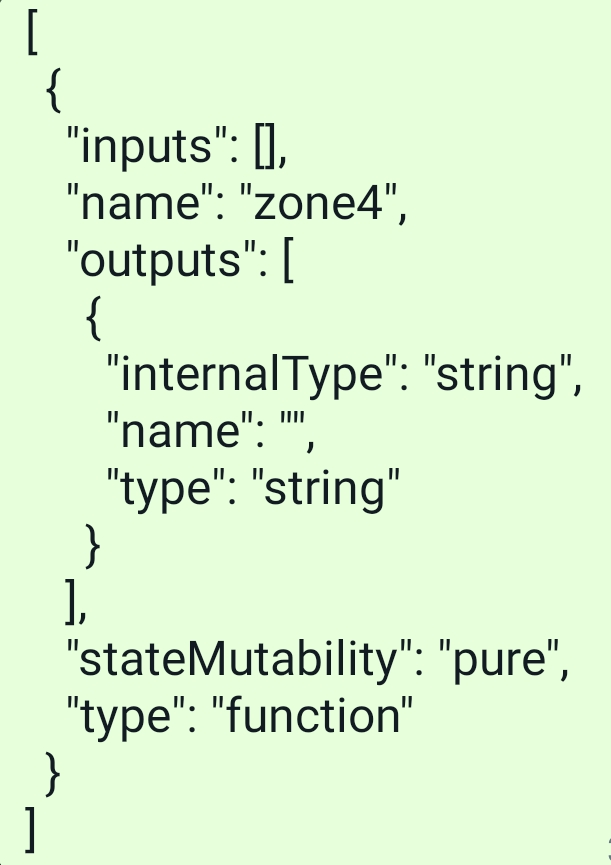 [
{
"inputs": [],
"name": "zone4",
"outputs": [
{
"internalType": "string",
"name": "",
"type": "string"
}
],
"stateMutability": "pure",
"type": "function"
}
]